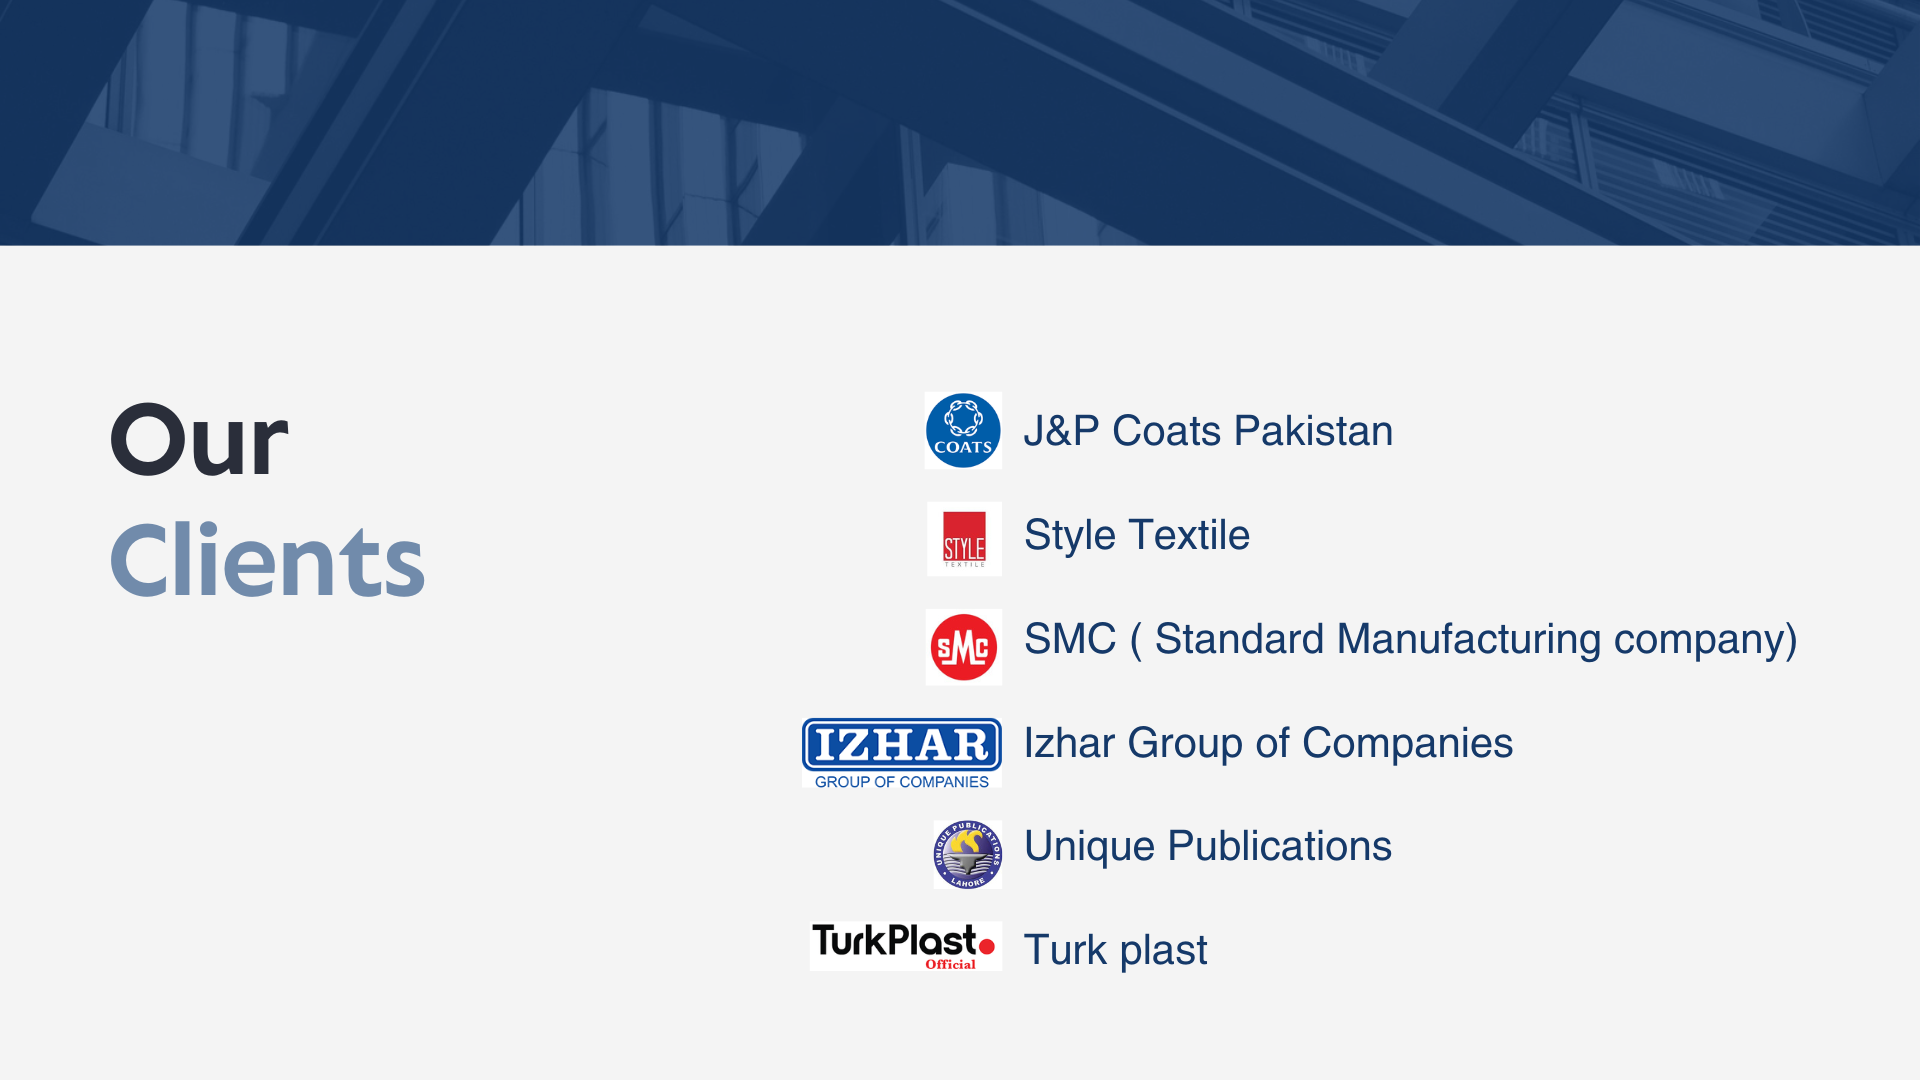 Our
Clients
COATS
J&P Coats Pakistan
STYLE
TEXTILE
Style Textile
SMC
SMC ( Standard Manufacturing company)
IZHAR
GROUP OF COMPANIES
Izhar Group of Companies
UNIQUE PUBLICATIONS
LAHORE
Unique Publications
TurkPlast
Official
Turk plast